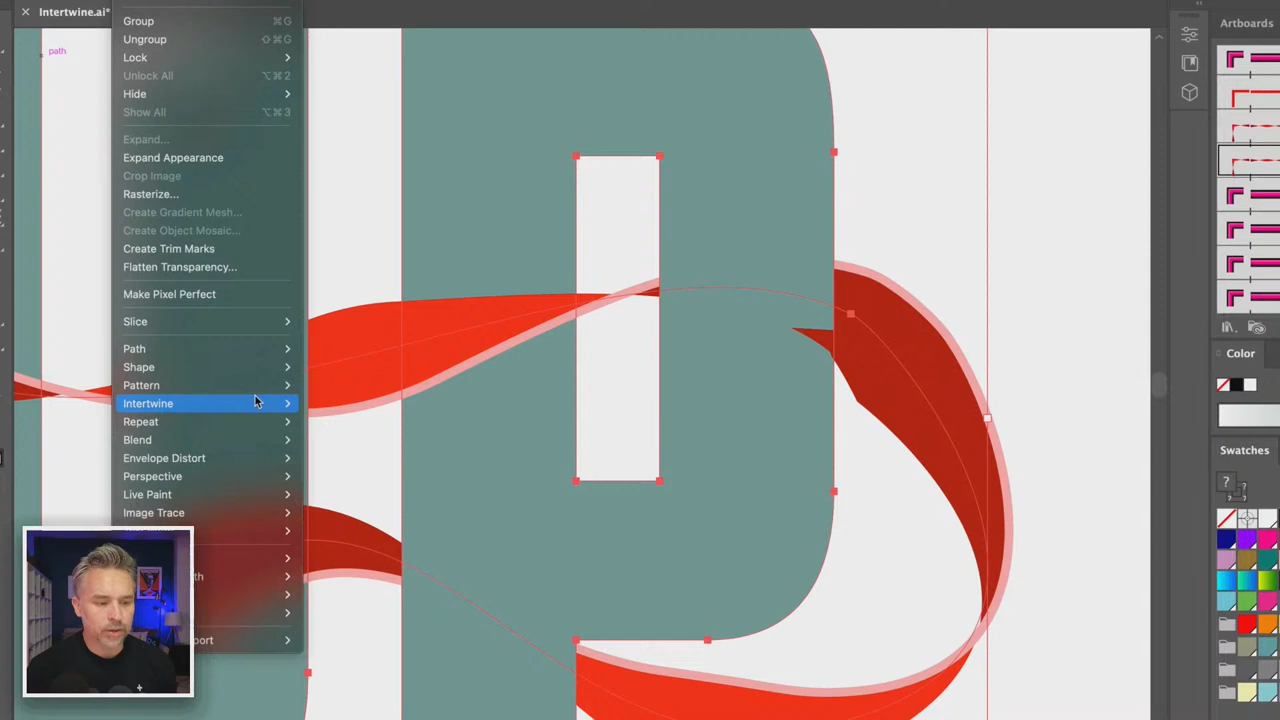 Intertwine.ai*
Artboards
Group ⌘G
path
Ungroup ⇧⌘G
Lock
Unlock All ⌥⌘2
Hide
Show All ⌥⌘3
Expand...
Expand Appearance
Crop Image
Rasterize...
Create Gradient Mesh...
Create Object Mosaic...
Create Trim Marks
Flatten Transparency...
Make Pixel Perfect
Slice
Path
Shape
Pattern
Intertwine
Repeat
Blend
Envelope Distort
Perspective
Live Paint
Image Trace
Color
Swatches